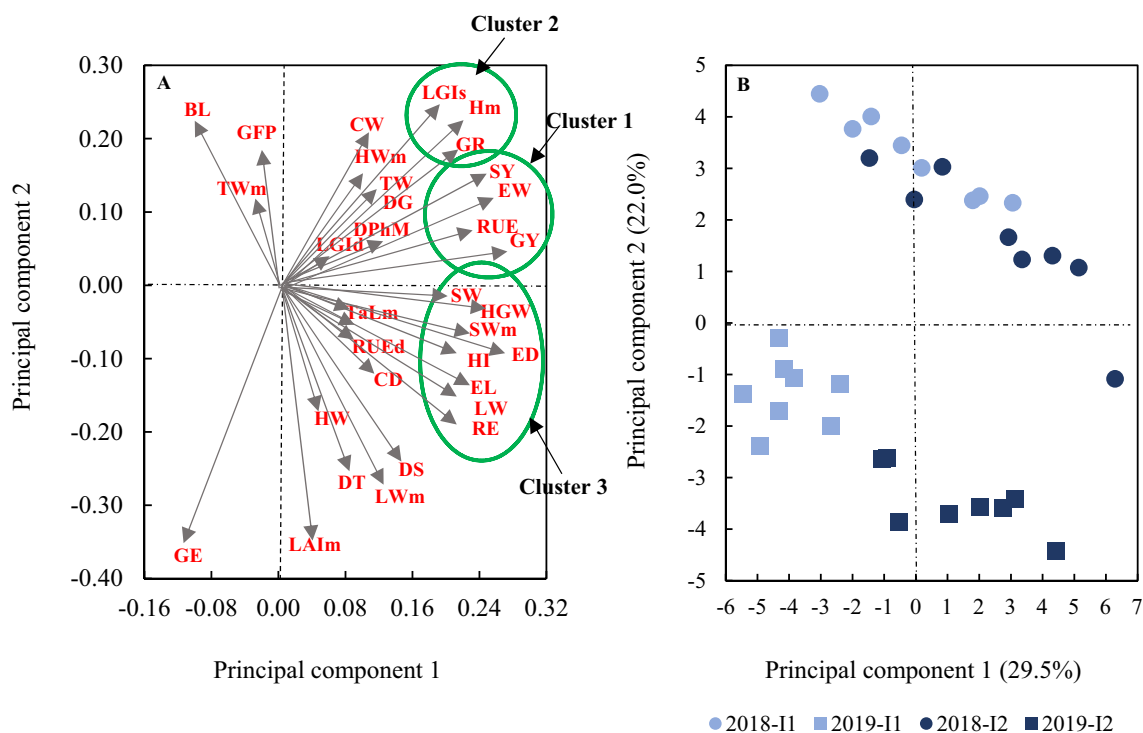 Cluster 2
Cluster 1
Cluster 3
A
0.30
0.20
0.10
0.00
-0.10
-0.20
-0.30
-0.40
-0.16 -0.08 0.00 0.08 0.16 0.24 0.32
Principal component 2
Principal component 1
BL
GFP
TWm
CW
HWm
TW
DG
DPhM
LGId
LGIs
Hm
GR
SY
EW
RUE
GY
SW
HGW
SWm
HI
ED
EL
LW
RE
RUEd
CD
HW
DT
DS
LWm
LAIm
GE
B
5
4
3
2
1
0
-1
-2
-3
-4
-5
-6 -5 -4 -3 -2 -1 0 1 2 3 4 5 6 7
Principal component 2 (22.0%)
Principal component 1 (29.5%)
2018-I1 2019-I1 2018-I2 2019-I2